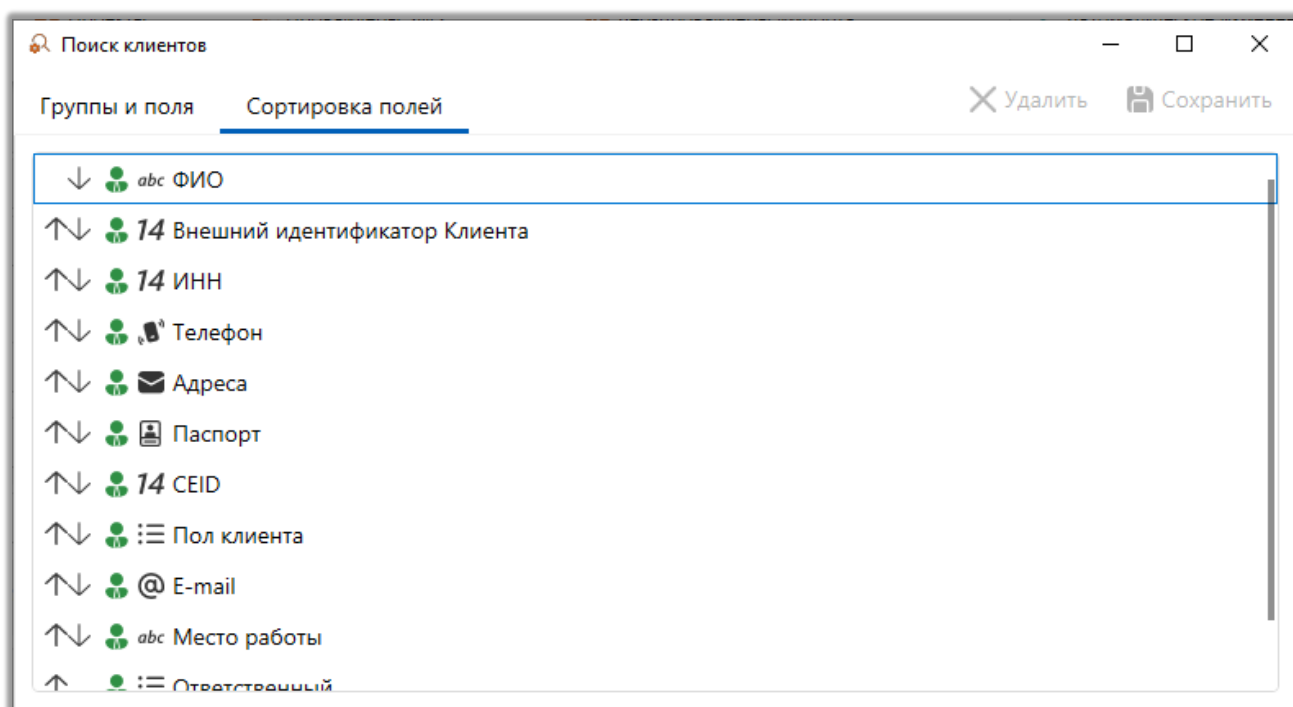 Поиск клиентов
Группы и поля Сортировка полей Удалить Сохранить
abc ФИО
14 Внешний идентификатор Клиента
14 ИНН
Телефон
Адреса
Паспорт
14 CEID
Пол клиента
@ E-mail
abc Место работы
Ответственный